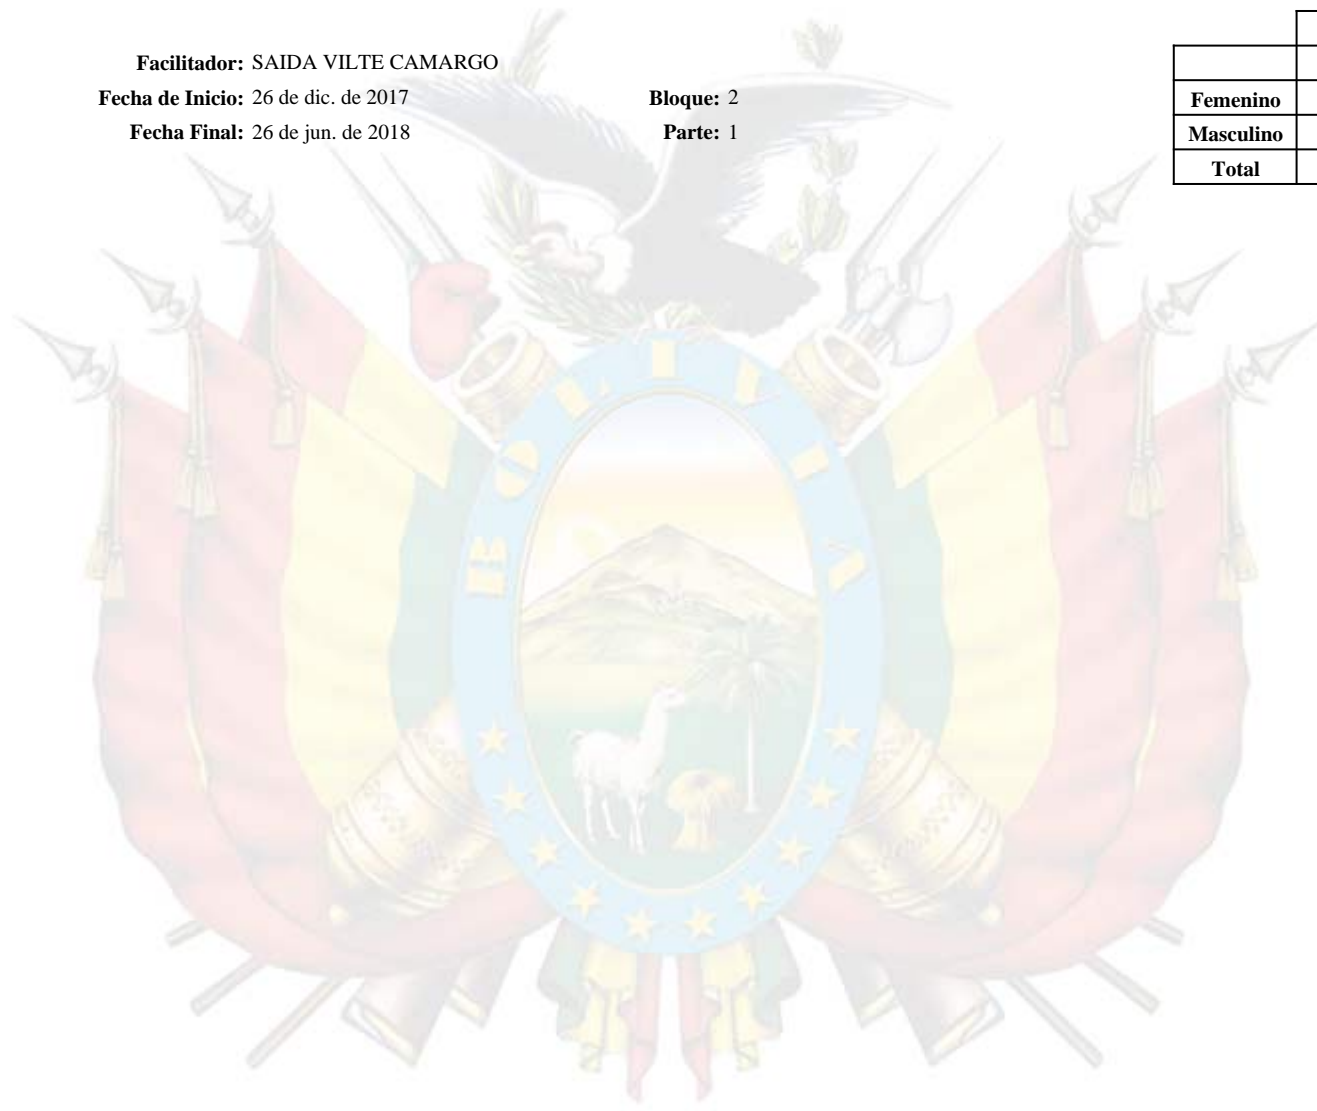 Facilitador: SAIDA VILTE CAMARGO
Fecha de Inicio: 26 de dic. de 2017 Bloque: 2
Fecha Final: 26 de jun. de 2018 Parte: 1
Femenino
Masculino
Total
BOLIVIA